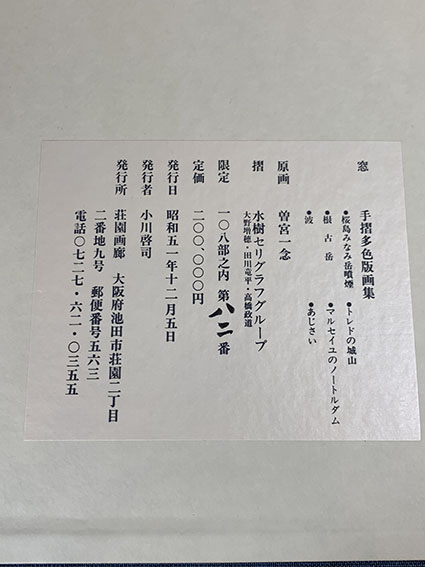 窓　手摺多色版画集
●桜島みなみ岳噴煙　●トレドの城山
●根古岳　●マルセイユのノートルダム
●波　●あじさい
原画　曽宮一念
摺　水樹セリグラフグループ
大野増穂・田川竜平・高橋政道
限定　一〇八部之内　第八二番
定価　二〇〇,〇〇〇円
発行日　昭和五一年十二月五日
発行者　小川啓司
発行所　荘園画廊　大阪府池田市荘園二丁目
二番地九号　郵便番号五六三
電話〇七二七・六二一・〇三五五